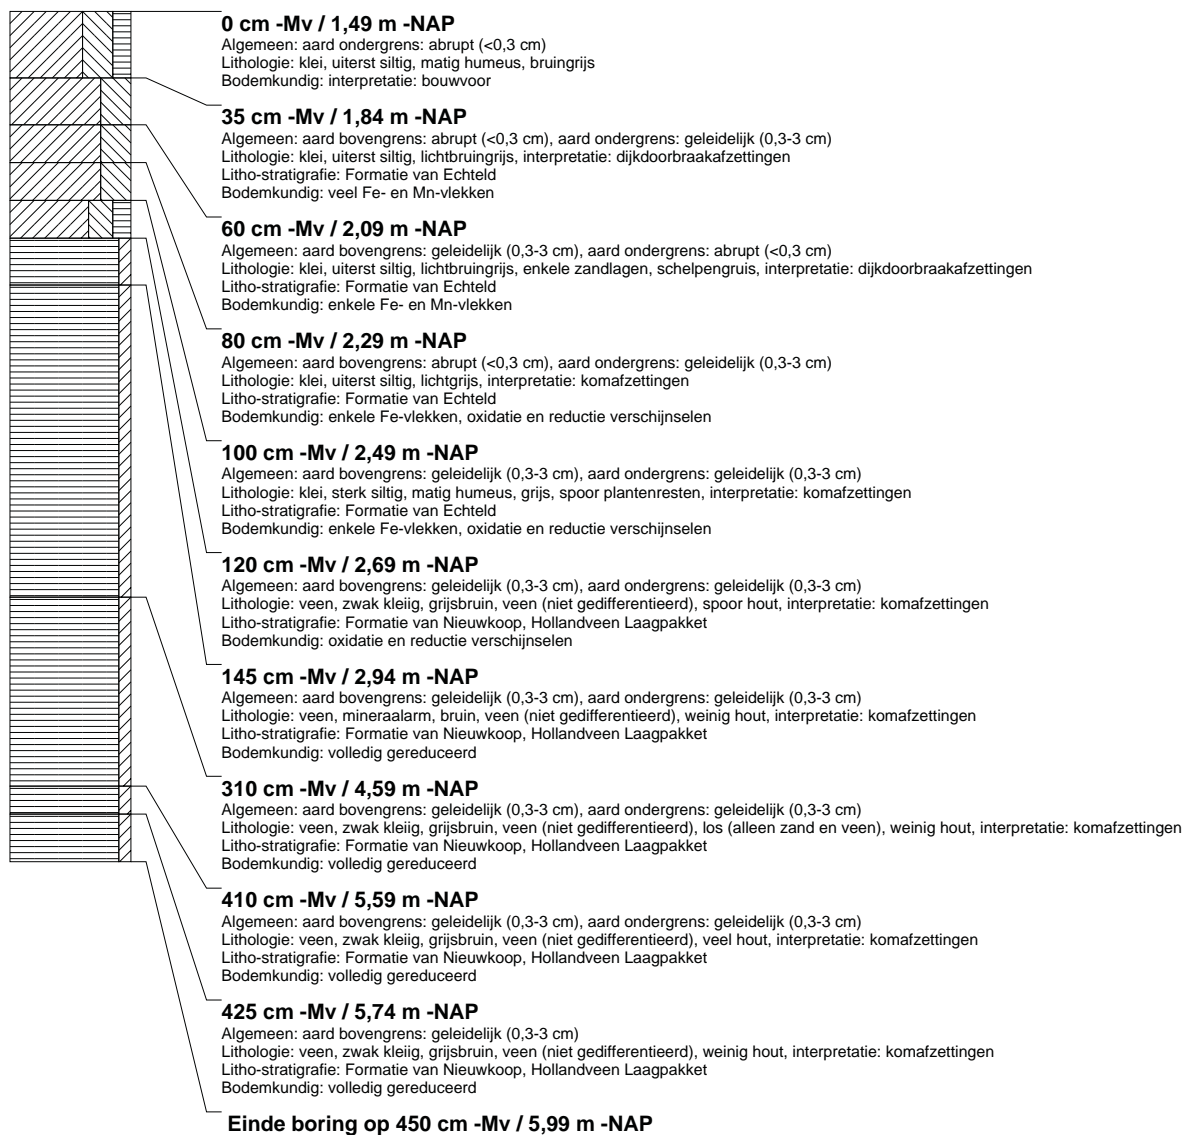 0 cm -Mv / 1,49 m -NAP
Algemeen: aard ondergrens: abrupt (<0,3 cm)
Lithologie: klei, uiterst siltig, matig humeus, bruingrijs
Bodemkundig: interpretatie: bouwvoor
35 cm -Mv / 1,84 m -NAP
Algemeen: aard bovengrens: abrupt (<0,3 cm), aard ondergrens: geleidelijk (0,3-3 cm)
Lithologie: klei, uiterst siltig, lichtbruingrijs, interpretatie: dijkdoorbraakafzettingen
Litho-stratigrafie: Formatie van Echteld
Bodemkundig: veel Fe- en Mn-vlekken
60 cm -Mv / 2,09 m -NAP
Algemeen: aard bovengrens: geleidelijk (0,3-3 cm), aard ondergrens: abrupt (<0,3 cm)
Lithologie: klei, uiterst siltig, lichtbruingrijs, enkele zandlagen, schelpengruis, interpretatie: dijkdoorbraakafzettingen
Litho-stratigrafie: Formatie van Echteld
Bodemkundig: enkele Fe- en Mn-vlekken
80 cm -Mv / 2,29 m -NAP
Algemeen: aard bovengrens: abrupt (<0,3 cm), aard ondergrens: geleidelijk (0,3-3 cm)
Lithologie: klei, uiterst siltig, lichtgrijs, interpretatie: komafzettingen
Litho-stratigrafie: Formatie van Echteld
Bodemkundig: enkele Fe-vlekken, oxidatie en reductie verschijnselen
100 cm -Mv / 2,49 m -NAP
Algemeen: aard bovengrens: geleidelijk (0,3-3 cm), aard ondergrens: geleidelijk (0,3-3 cm)
Lithologie: klei, sterk siltig, matig humeus, grijs, spoor plantenresten, interpretatie: komafzettingen
Litho-stratigrafie: Formatie van Echteld
Bodemkundig: enkele Fe-vlekken, oxidatie en reductie verschijnselen
120 cm -Mv / 2,69 m -NAP
Algemeen: aard bovengrens: geleidelijk (0,3-3 cm), aard ondergrens: geleidelijk (0,3-3 cm)
Lithologie: veen, zwak kleiig, grijsbruin, veen (niet gedifferentieerd), spoor hout, interpretatie: komafzettingen
Litho-stratigrafie: Formatie van Nieuwkoop, Hollandveen Laagpakket
Bodemkundig: oxidatie en reductie verschijnselen
145 cm -Mv / 2,94 m -NAP
Algemeen: aard bovengrens: geleidelijk (0,3-3 cm), aard ondergrens: geleidelijk (0,3-3 cm)
Lithologie: veen, mineraalarm, bruin, veen (niet gedifferentieerd), weinig hout, interpretatie: komafzettingen
Litho-stratigrafie: Formatie van Nieuwkoop, Hollandveen Laagpakket
Bodemkundig: volledig gereduceerd
310 cm -Mv / 4,59 m -NAP
Algemeen: aard bovengrens: geleidelijk (0,3-3 cm), aard ondergrens: geleidelijk (0,3-3 cm)
Lithologie: veen, zwak kleiig, grijsbruin, veen (niet gedifferentieerd), los (alleen zand en veen), weinig hout, interpretatie: komafzettingen
Litho-stratigrafie: Formatie van Nieuwkoop, Hollandveen Laagpakket
Bodemkundig: volledig gereduceerd
410 cm -Mv / 5,59 m -NAP
Algemeen: aard bovengrens: geleidelijk (0,3-3 cm), aard ondergrens: geleidelijk (0,3-3 cm)
Lithologie: veen, zwak kleiig, grijsbruin, veen (niet gedifferentieerd), veel hout, interpretatie: komafzettingen
Litho-stratigrafie: Formatie van Nieuwkoop, Hollandveen Laagpakket
Bodemkundig: volledig gereduceerd
425 cm -Mv / 5,74 m -NAP
Algemeen: aard bovengrens: geleidelijk (0,3-3 cm)
Lithologie: veen, zwak kleiig, grijsbruin, veen (niet gedifferentieerd), weinig hout, interpretatie: komafzettingen
Litho-stratigrafie: Formatie van Nieuwkoop, Hollandveen Laagpakket
Bodemkundig: volledig gereduceerd
Einde boring op 450 cm -Mv / 5,99 m -NAP